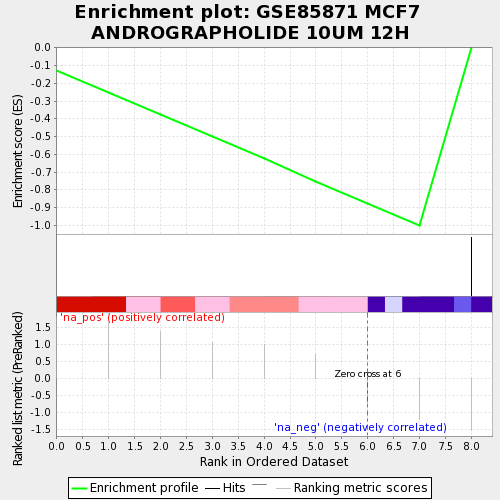 Enrichment plot: GSE85871 MCF7
ANDROGRAPHOLIDE 10UM 12H
Enrichment score (ES)
0.0
-0.1
-0.2
-0.3
-0.4
-0.5
-0.6
-0.7
-0.8
-0.9
-1.0
Ranked list metric (PreRanked)
1.5
1.0
0.5
0.0
-0.5
-1.0
-1.5
'na_pos' (positively correlated)
Zero cross at 6
'na_neg' (negatively correlated)
0.0 0.5 1.0 1.5 2.0 2.5 3.0 3.5 4.0 4.5 5.0 5.5 6.0 6.5 7.0 7.5 8.0
Rank in Ordered Dataset
Enrichment profile Hits Ranking metric scores